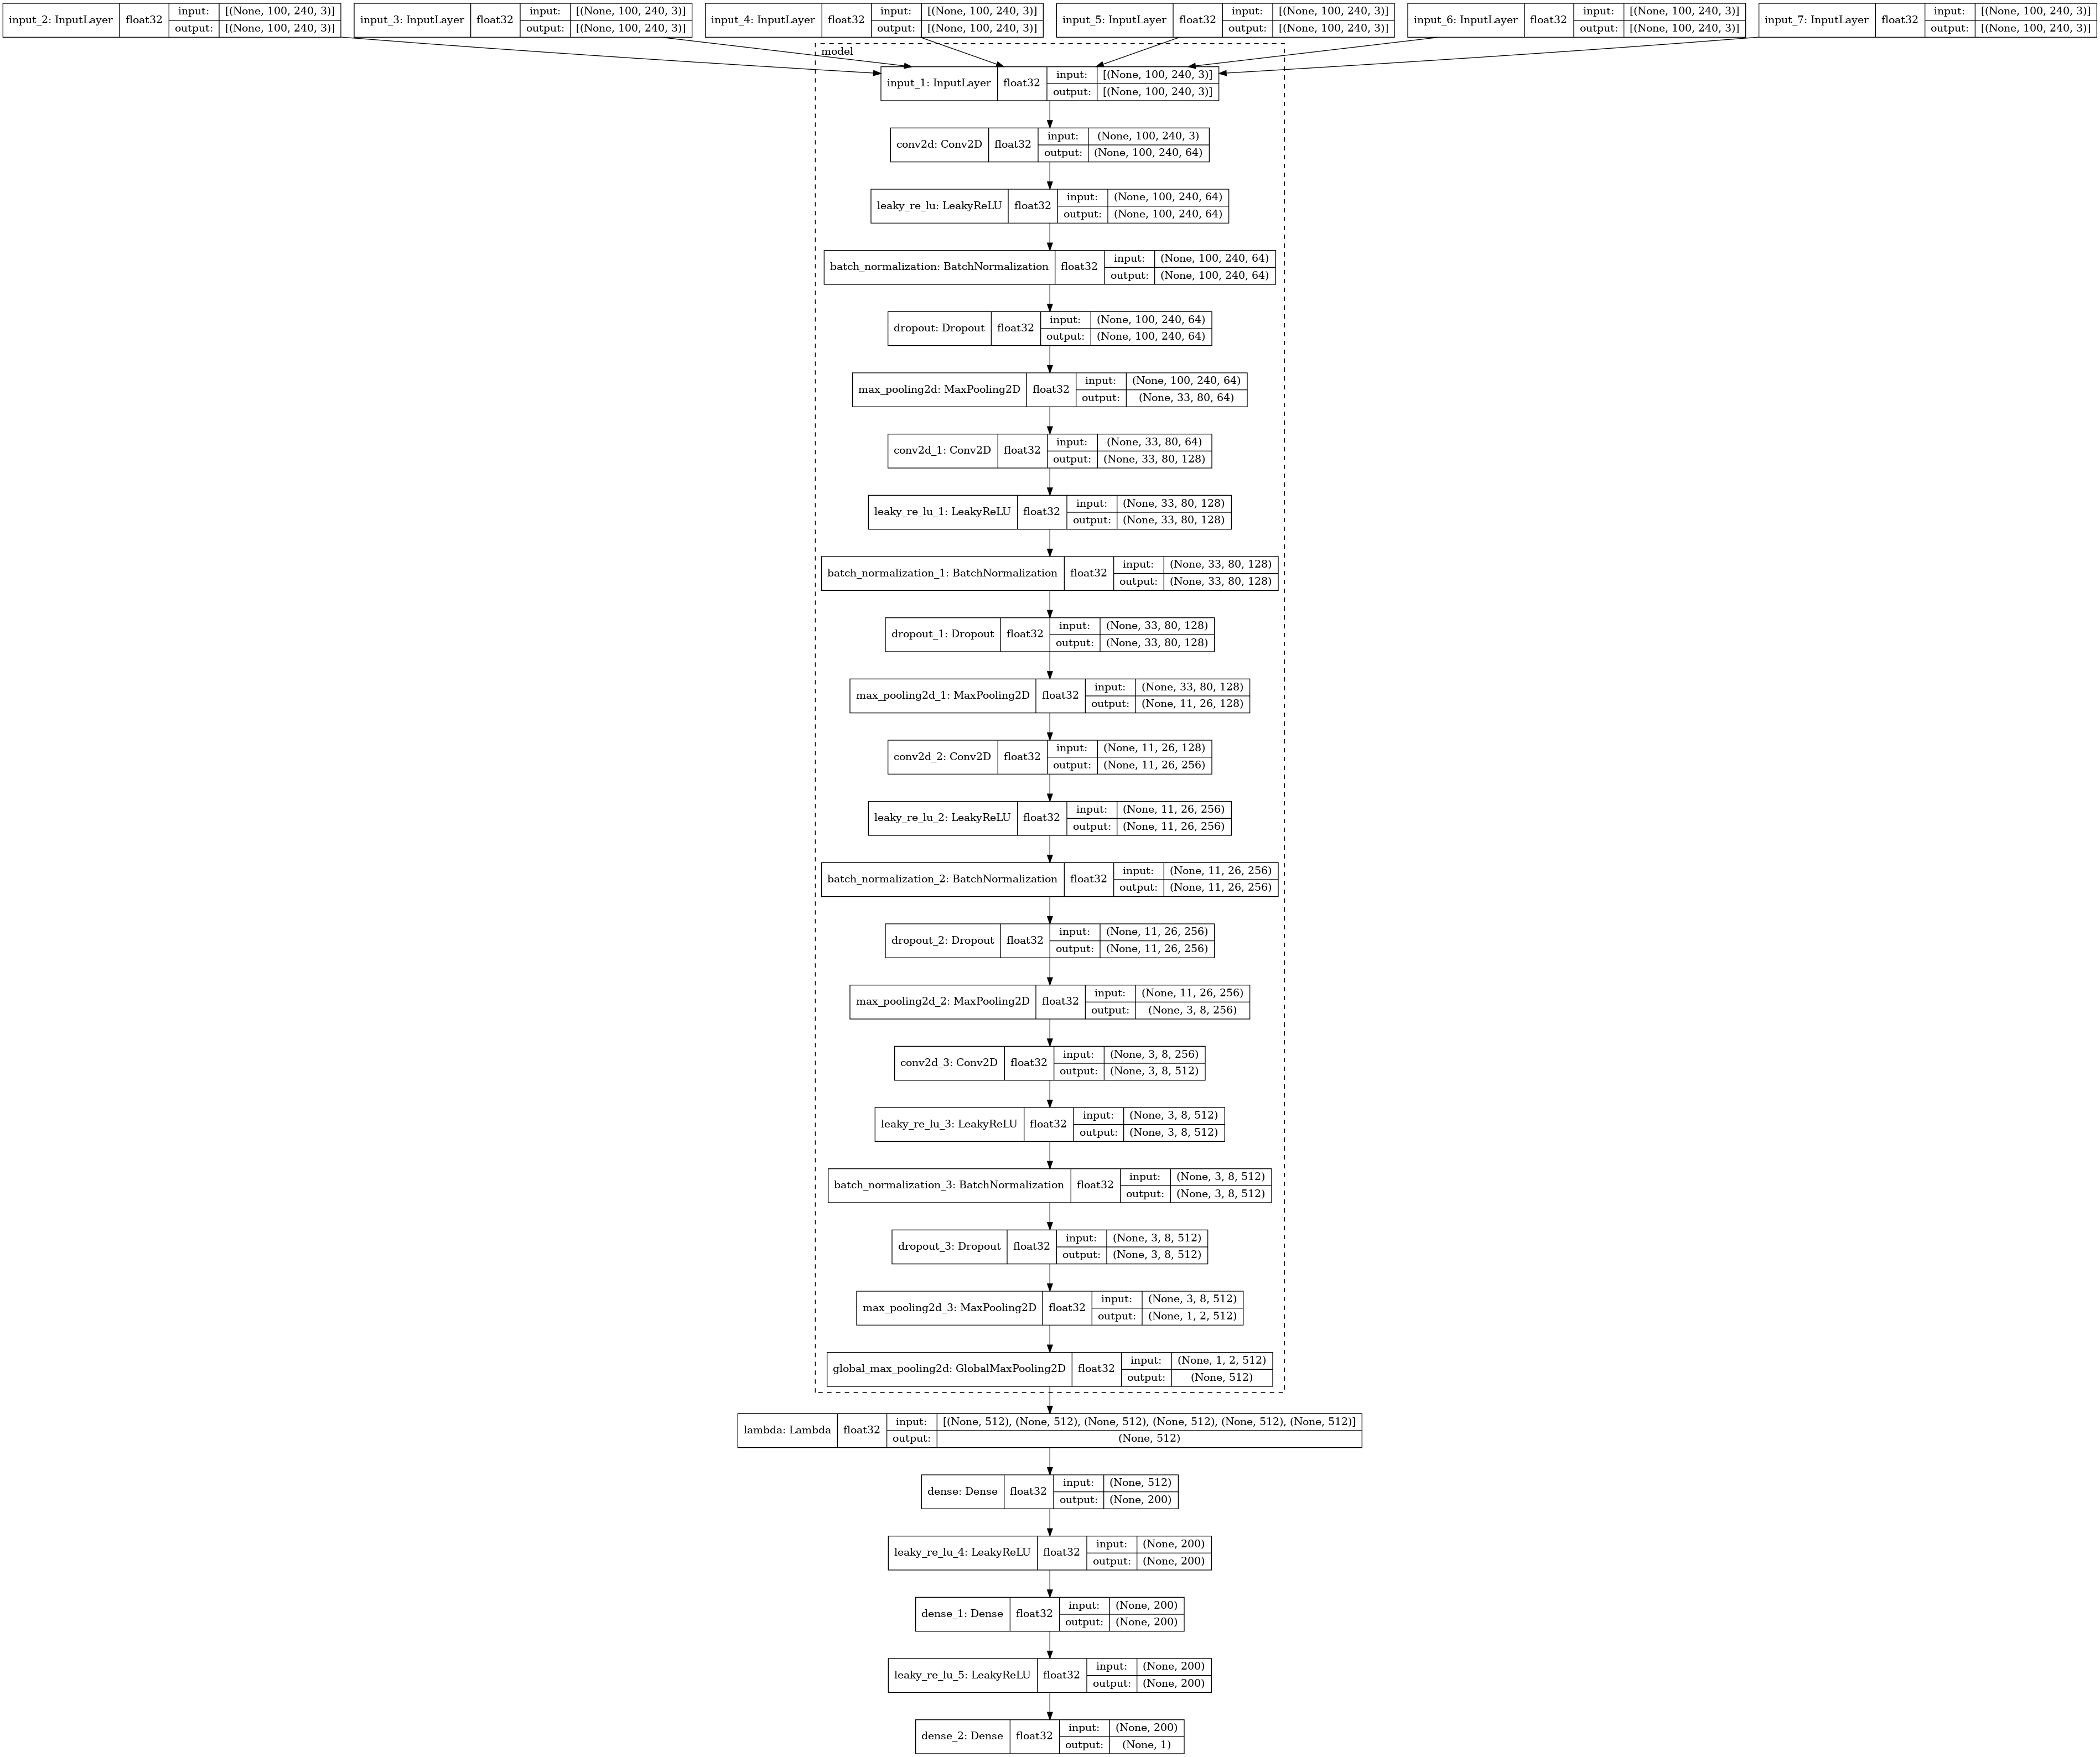 input_2: InputLayer float32 input: [(None, 100, 240, 3)] output: [(None, 100, 240, 3)]
input_3: InputLayer float32 input: [(None, 100, 240, 3)] output: [(None, 100, 240, 3)]
input_4: InputLayer float32 input: [(None, 100, 240, 3)] output: [(None, 100, 240, 3)]
input_5: InputLayer float32 input: [(None, 100, 240, 3)] output: [(None, 100, 240, 3)]
input_6: InputLayer float32 input: [(None, 100, 240, 3)] output: [(None, 100, 240, 3)]
input_7: InputLayer float32 input: [(None, 100, 240, 3)] output: [(None, 100, 240, 3)]
model
input_1: InputLayer float32 input: [(None, 100, 240, 3)] output: [(None, 100, 240, 3)]
conv2d: Conv2D float32 input: (None, 100, 240, 3) output: (None, 100, 240, 64)
leaky_re_lu: LeakyReLU float32 input: (None, 100, 240, 64) output: (None, 100, 240, 64)
batch_normalization: BatchNormalization float32 input: (None, 100, 240, 64) output: (None, 100, 240, 64)
dropout: Dropout float32 input: (None, 100, 240, 64) output: (None, 100, 240, 64)
max_pooling2d: MaxPooling2D float32 input: (None, 100, 240, 64) output: (None, 33, 80, 64)
conv2d_1: Conv2D float32 input: (None, 33, 80, 64) output: (None, 33, 80, 128)
leaky_re_lu_1: LeakyReLU float32 input: (None, 33, 80, 128) output: (None, 33, 80, 128)
batch_normalization_1: BatchNormalization float32 input: (None, 33, 80, 128) output: (None, 33, 80, 128)
dropout_1: Dropout float32 input: (None, 33, 80, 128) output: (None, 33, 80, 128)
max_pooling2d_1: MaxPooling2D float32 input: (None, 33, 80, 128) output: (None, 11, 26, 128)
conv2d_2: Conv2D float32 input: (None, 11, 26, 128) output: (None, 11, 26, 256)
leaky_re_lu_2: LeakyReLU float32 input: (None, 11, 26, 256) output: (None, 11, 26, 256)
batch_normalization_2: BatchNormalization float32 input: (None, 11, 26, 256) output: (None, 11, 26, 256)
dropout_2: Dropout float32 input: (None, 11, 26, 256) output: (None, 11, 26, 256)
max_pooling2d_2: MaxPooling2D float32 input: (None, 11, 26, 256) output: (None, 3, 8, 256)
conv2d_3: Conv2D float32 input: (None, 3, 8, 256) output: (None, 3, 8, 512)
leaky_re_lu_3: LeakyReLU float32 input: (None, 3, 8, 512) output: (None, 3, 8, 512)
batch_normalization_3: BatchNormalization float32 input: (None, 3, 8, 512) output: (None, 3, 8, 512)
dropout_3: Dropout float32 input: (None, 3, 8, 512) output: (None, 3, 8, 512)
max_pooling2d_3: MaxPooling2D float32 input: (None, 3, 8, 512) output: (None, 1, 2, 512)
global_max_pooling2d: GlobalMaxPooling2D float32 input: (None, 1, 2, 512) output: (None, 512)
lambda: Lambda float32 input: [(None, 512), (None, 512), (None, 512), (None, 512), (None, 512), (None, 512)] output: (None, 512)
dense: Dense float32 input: (None, 512) output: (None, 200)
leaky_re_lu_4: LeakyReLU float32 input: (None, 200) output: (None, 200)
dense_1: Dense float32 input: (None, 200) output: (None, 200)
leaky_re_lu_5: LeakyReLU float32 input: (None, 200) output: (None, 200)
dense_2: Dense float32 input: (None, 200) output: (None, 1)